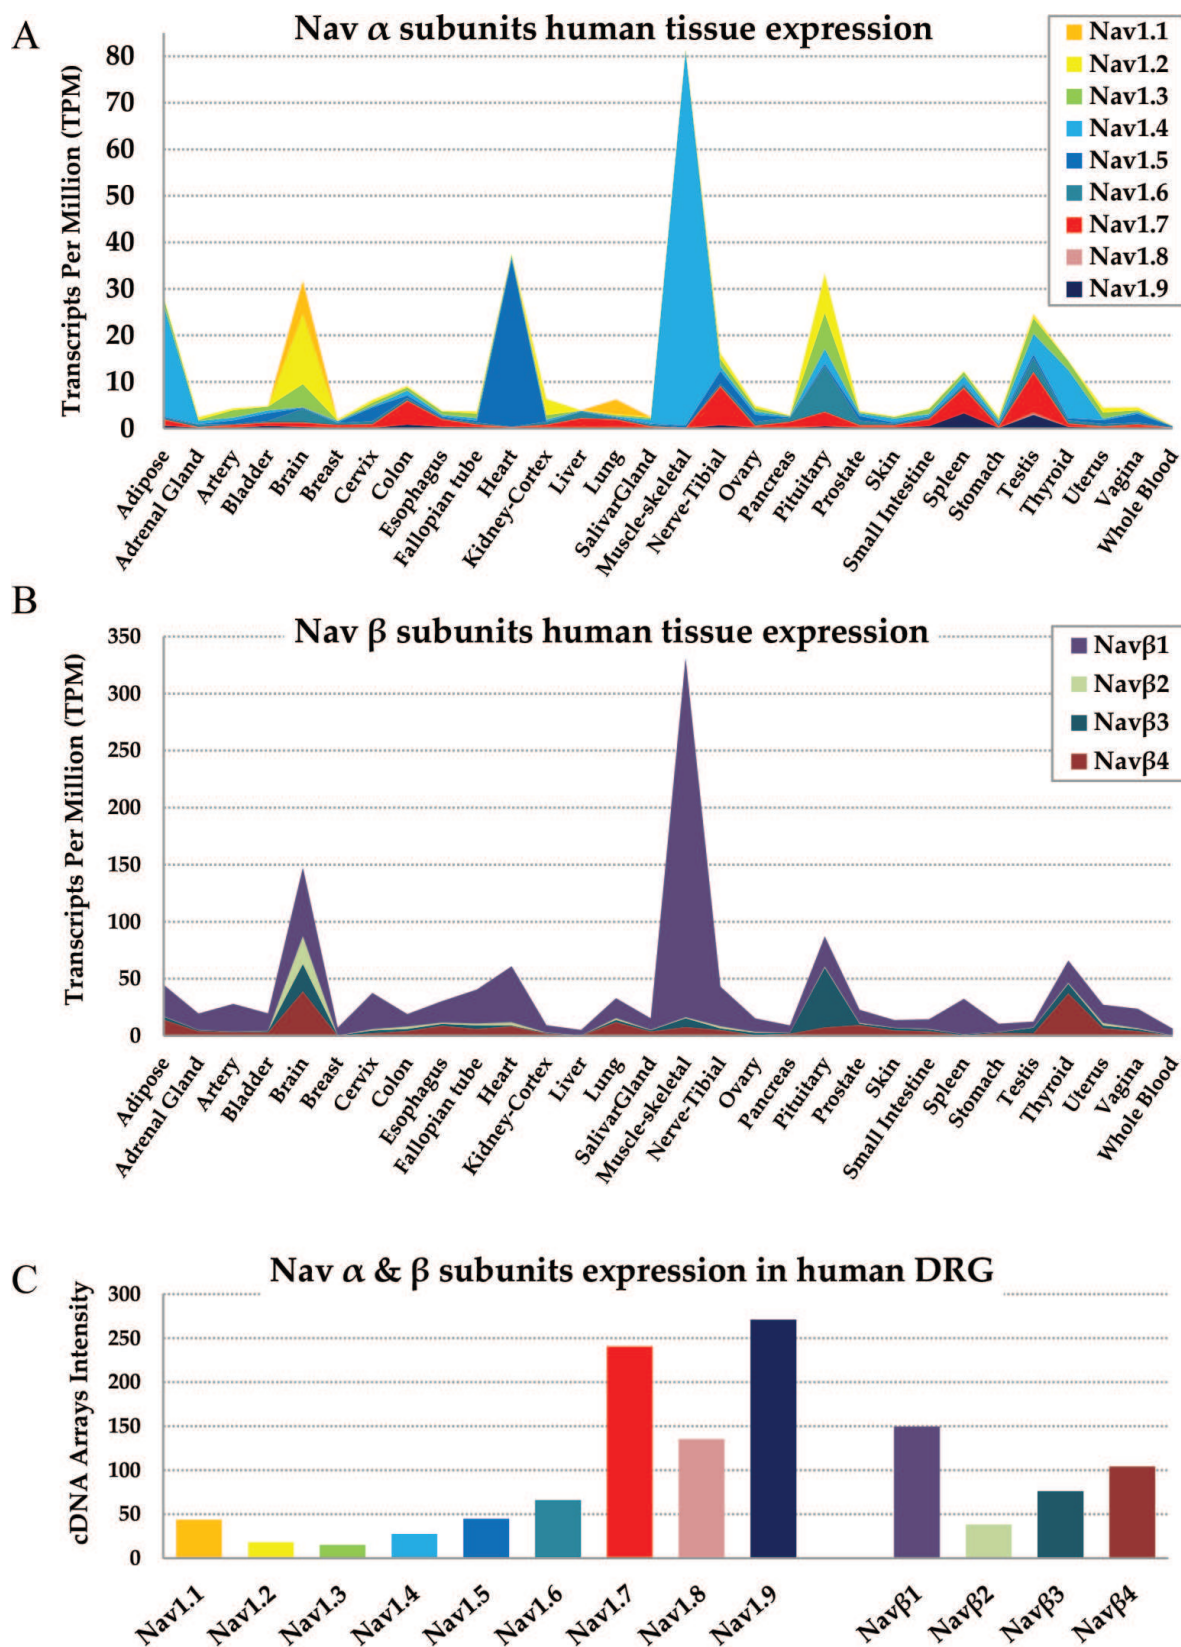 A
Nav α subunits human tissue expression
Transcripts Per Million (TPM)
80
70
60
50
40
30
20
10
0
Nav1.1
Nav1.2
Nav1.3
Nav1.4
Nav1.5
Nav1.6
Nav1.7
Nav1.8
Nav1.9
Adipose
Adrenal Gland
Artery
Bladder
Brain
Breast
Cervix
Colon
Esophagus
Fallopian tube
Heart
Kidney-Cortex
Liver
Lung
SalivarGland
Muscle-skeletal
Nerve-Tibial
Ovary
Pancreas
Pituitary
Prostate
Skin
Small Intestine
Spleen
Stomach
Testis
Thyroid
Uterus
Vagina
Whole Blood
B
Nav β subunits human tissue expression
Transcripts Per Million (TPM)
350
300
250
200
150
100
50
0
Navβ1
Navβ2
Navβ3
Navβ4
Adipose
Adrenal Gland
Artery
Bladder
Brain
Breast
Cervix
Colon
Esophagus
Fallopian tube
Heart
Kidney-Cortex
Liver
Lung
SalivarGland
Muscle-skeletal
Nerve-Tibial
Ovary
Pancreas
Pituitary
Prostate
Skin
Small Intestine
Spleen
Stomach
Testis
Thyroid
Uterus
Vagina
Whole Blood
C
Nav α & β subunits expression in human DRG
cDNA Arrays Intensity
300
250
200
150
100
50
0
Nav1.1
Nav1.2
Nav1.3
Nav1.4
Nav1.5
Nav1.6
Nav1.7
Nav1.8
Nav1.9
Navβ1
Navβ2
Navβ3
Navβ4